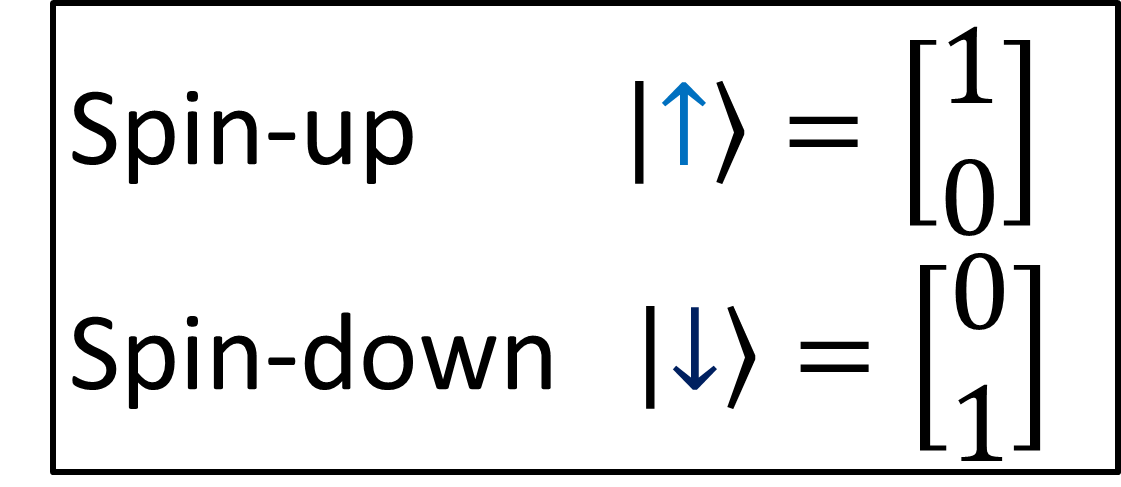 Spin-up |↑⟩ = [1 0]
Spin-down |↓⟩ = [0 1]